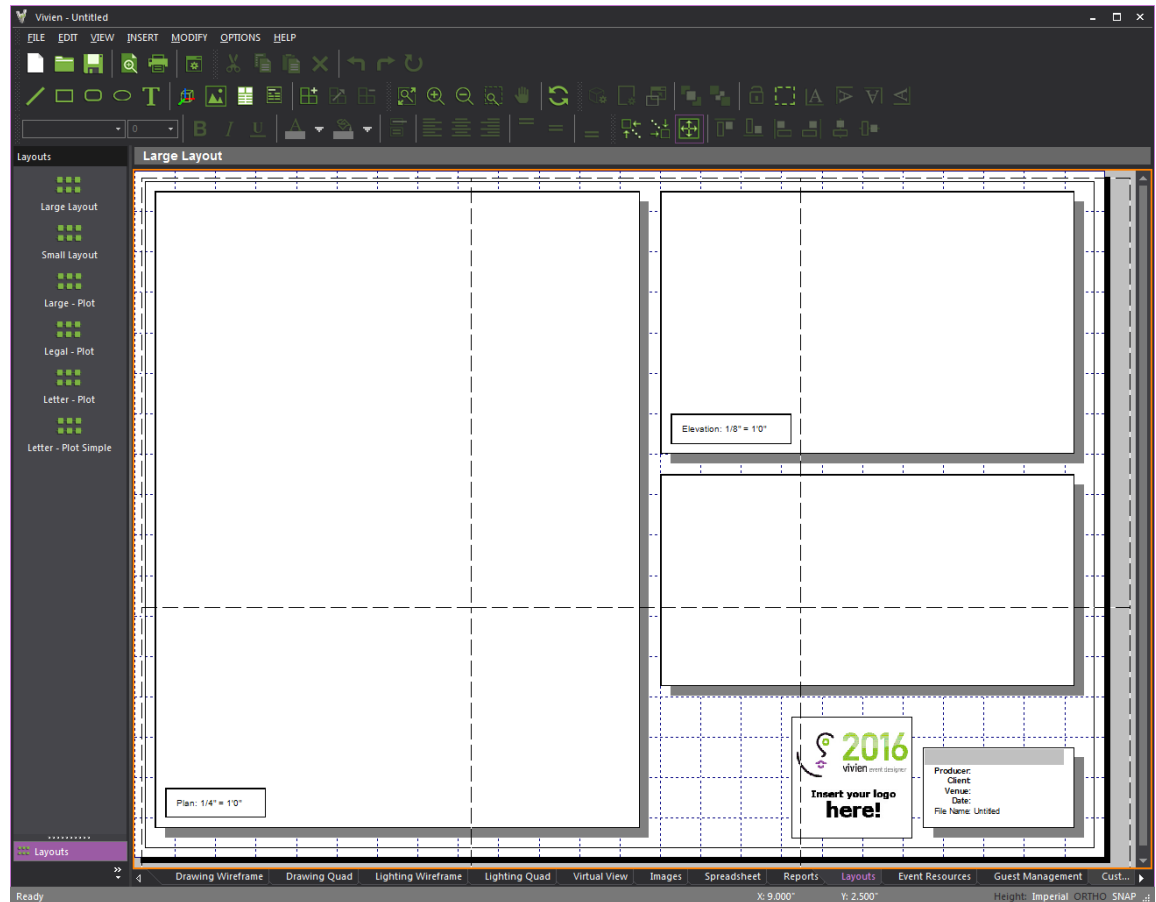 Vivien - Untitled
FILE EDIT VIEW INSERT MODIFY OPTIONS HELP
T
A A A A
0 B I U A
Layouts
Large Layout
Large Layout
Small Layout
Large - Plot
Legal - Plot
Letter - Plot
Letter - Plot Simple
Elevation: 1/8" = 1'0"
Plan: 1/4" = 1'0"
2016
vivien event designer
Insert your logo
here!
Producer:
Client:
Venue:
Date:
File Name: Untitled
Layouts
Drawing Wireframe Drawing Quad Lighting Wireframe Lighting Quad Virtual View Images Spreadsheet Reports Layouts Event Resources Guest Management Cust...
Ready X: 9.000" Y: 2.500" Height: Imperial ORTHO SNAP